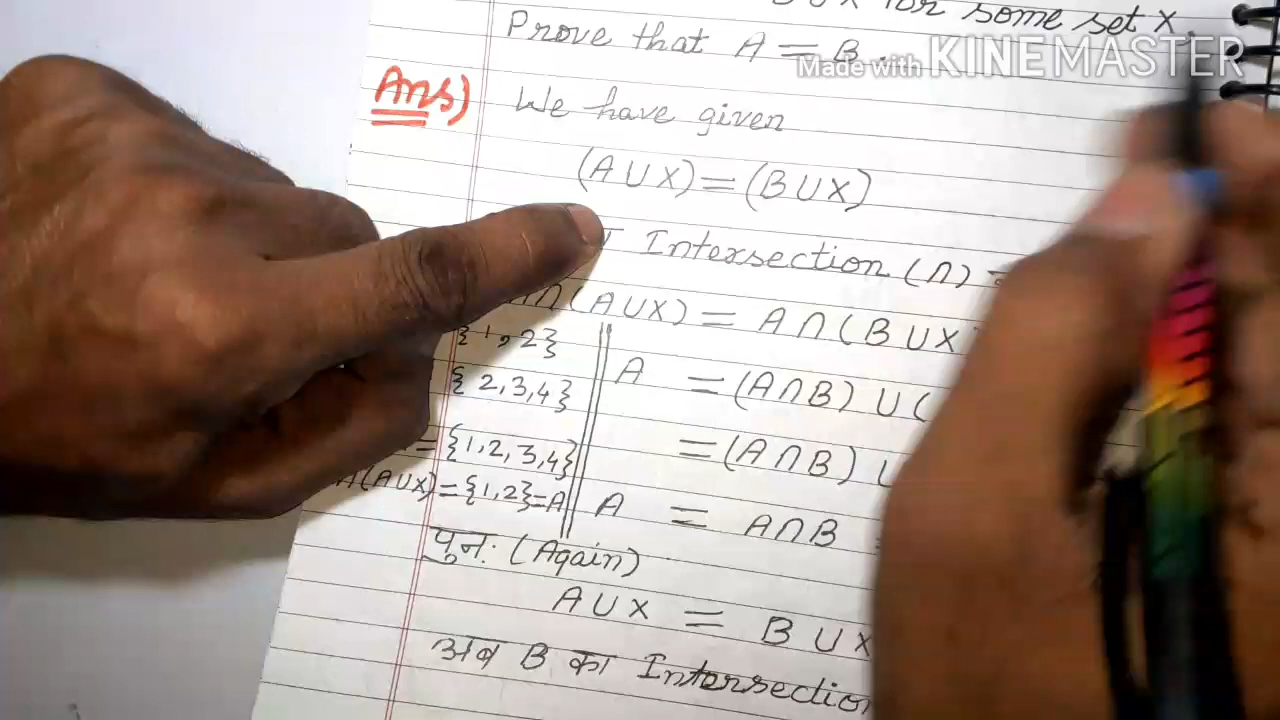 for some set X.
Prove that A = B.
Made with KINEMASTER
Ans) We have given
(A∪X) = (B∪X)
Intersection (∩)
∩(A∪X) = A∩(B∪X
{1,2}
{2,3,4}
A = (A∩B) ∪ (
= {1,2,3,4}
= (A∩B) ∪
(A∪X) = {1,2} = A
A = A∩B
पुनः (Again)
A∪X = B∪X
अब B का Intersection